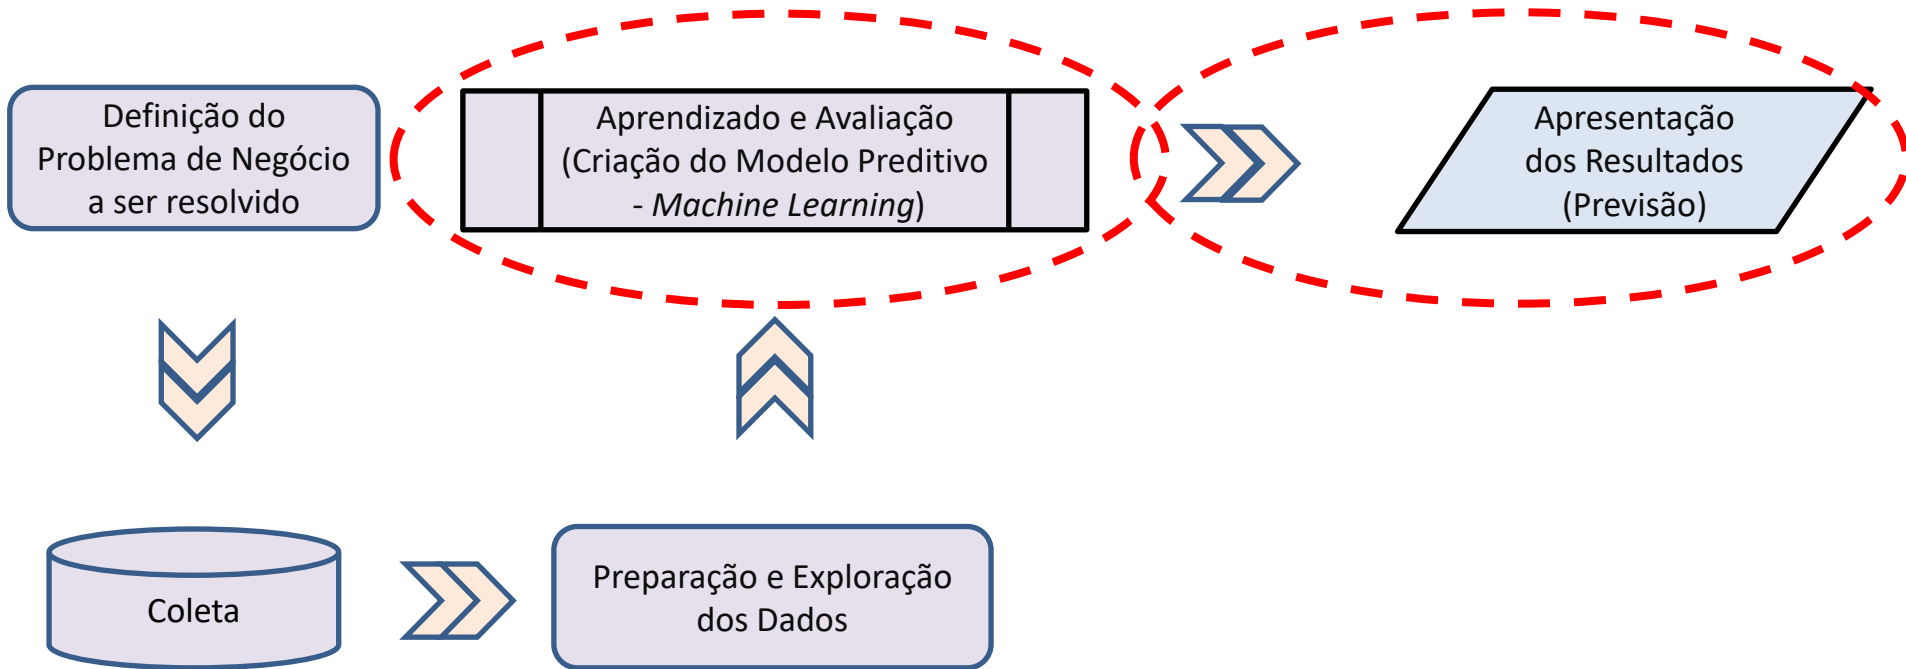 Definição do
Problema de Negócio
a ser resolvido
Aprendizado e Avaliação
(Criação do Modelo Preditivo
- Machine Learning)
Apresentação
dos Resultados
(Previsão)
Coleta
Preparação e Exploração
dos Dados